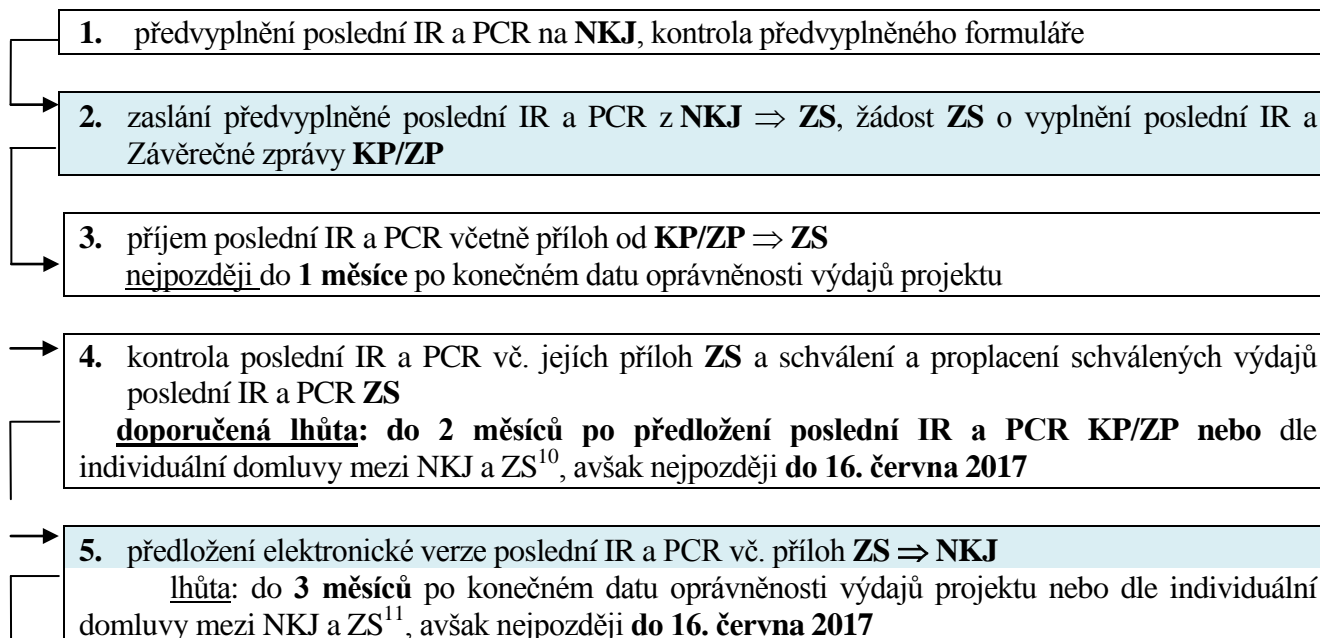 1. předvyplnění poslední IR a PCR na NKJ, kontrola předvyplněného formuláře
2. zaslání předvyplněné poslední IR a PCR z NKJ ⇒ ZS, žádost ZS o vyplnění poslední IR a
Závěrečné zprávy KP/ZP
3. příjem poslední IR a PCR včetně příloh od KP/ZP ⇒ ZS
nejpozději do 1 měsíce po konečném datu oprávněnosti výdajů projektu
4. kontrola poslední IR a PCR vč. jejích příloh ZS a schválení a proplacení schválených výdajů
poslední IR a PCR ZS
doporučená lhůta: do 2 měsíců po předložení poslední IR a PCR KP/ZP nebo dle
individuální domluvy mezi NKJ a ZS10, avšak nejpozději do 16. června 2017
5. předložení elektronické verze poslední IR a PCR vč. příloh ZS ⇒ NKJ
lhůta: do 3 měsíců po konečném datu oprávněnosti výdajů projektu nebo dle individuální
domluvy mezi NKJ a ZS11, avšak nejpozději do 16. června 2017